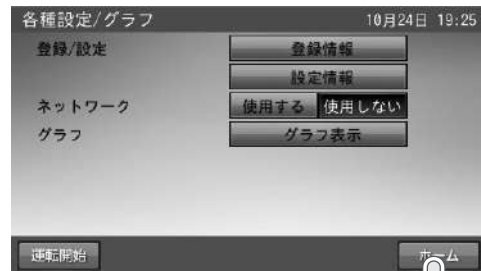 各種設定/グラフ 10月24日 19:25
登録/設定 登録情報
設定情報
ネットワーク 使用する 使用しない
グラフ グラフ表示
運転開始 ホーム